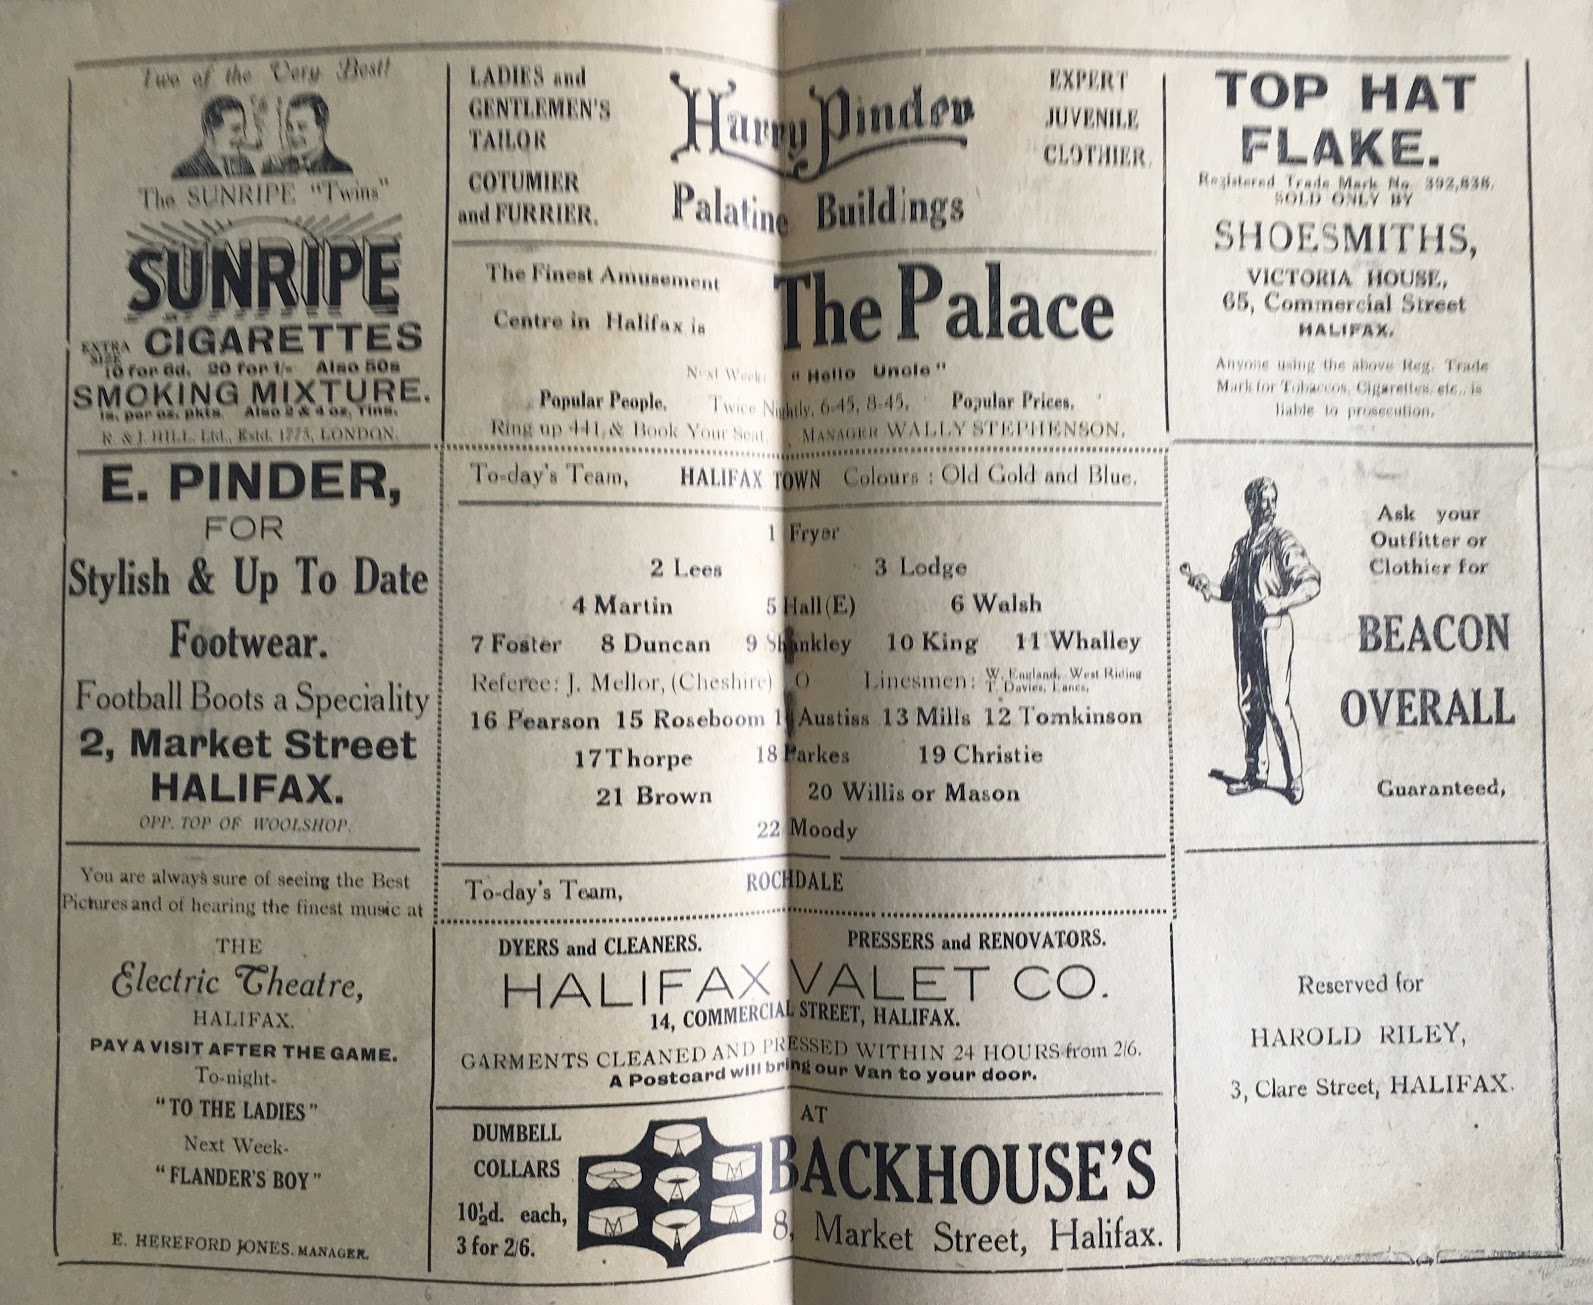 Two of the Very Best!
The SUNRIPE "Twins"
SUNRIPE
CIGARETTES
EXTRA SIZE
10 for 6d. 20 for 1/- Also 50s
SMOKING MIXTURE.
1s. per oz. pkts. Also 2 & 4 oz. Tins.
R. & J. HILL, Ltd., Estd. 1775, LONDON.
E. PINDER,
FOR
Stylish & Up To Date
Footwear.
Football Boots a Speciality
2, Market Street
HALIFAX.
OPP. TOP OF WOOLSHOP.
You are always sure of seeing the Best
Pictures and of hearing the finest music at
THE
Electric Theatre,
HALIFAX.
PAY A VISIT AFTER THE GAME.
To-night-
"TO THE LADIES"
Next Week-
"FLANDER'S BOY"
E. HEREFORD JONES. MANAGER.
LADIES and
GENTLEMEN'S
TAILOR
COTUMIER
and FURRIER.
Harry Pinder
Palatine Buildings
EXPERT
JUVENILE
CLOTHIER.
The Finest Amusement
Centre in Halifax is
The Palace
Next Week: "Hello Uncle"
Popular People. Twice Nightly, 6-45, 8-45. Popular Prices.
Ring up 441, & Book Your Seat. MANAGER WALLY STEPHENSON.
To-day's Team, HALIFAX TOWN Colours : Old Gold and Blue.
1 Fryer
2 Lees 3 Lodge
4 Martin 5 Hall (E) 6 Walsh
7 Foster 8 Duncan 9 Shankley 10 King 11 Whalley
Referee: J. Mellor, (Cheshire) O Linesmen: W. England, West Riding
T. Davies, Lancs.
16 Pearson 15 Roseboom Austiss 13 Mills 12 Tomkinson
17 Thorpe 18 Parkes 19 Christie
21 Brown 20 Willis or Mason
22 Moody
To-day's Team, ROCHDALE
DYERS and CLEANERS. PRESSERS and RENOVATORS.
HALIFAX VALET CO.
14, COMMERCIAL STREET, HALIFAX.
GARMENTS CLEANED AND PRESSED WITHIN 24 HOURS from 2/6.
A Postcard will bring our Van to your door.
DUMBELL
COLLARS
10½d. each,
3 for 2/6.
AT
BACKHOUSE'S
8, Market Street, Halifax.
TOP HAT
FLAKE.
Registered Trade Mark No. 392,838.
SOLD ONLY BY
SHOESMITHS,
VICTORIA HOUSE,
65, Commercial Street
HALIFAX.
Anyone using the above Reg. Trade
Mark for Tobaccos, Cigarettes, etc., is
liable to prosecution.
Ask your
Outfitter or
Clothier for
BEACON
OVERALL
Guaranteed,
Reserved for
HAROLD RILEY,
3, Clare Street, HALIFAX.